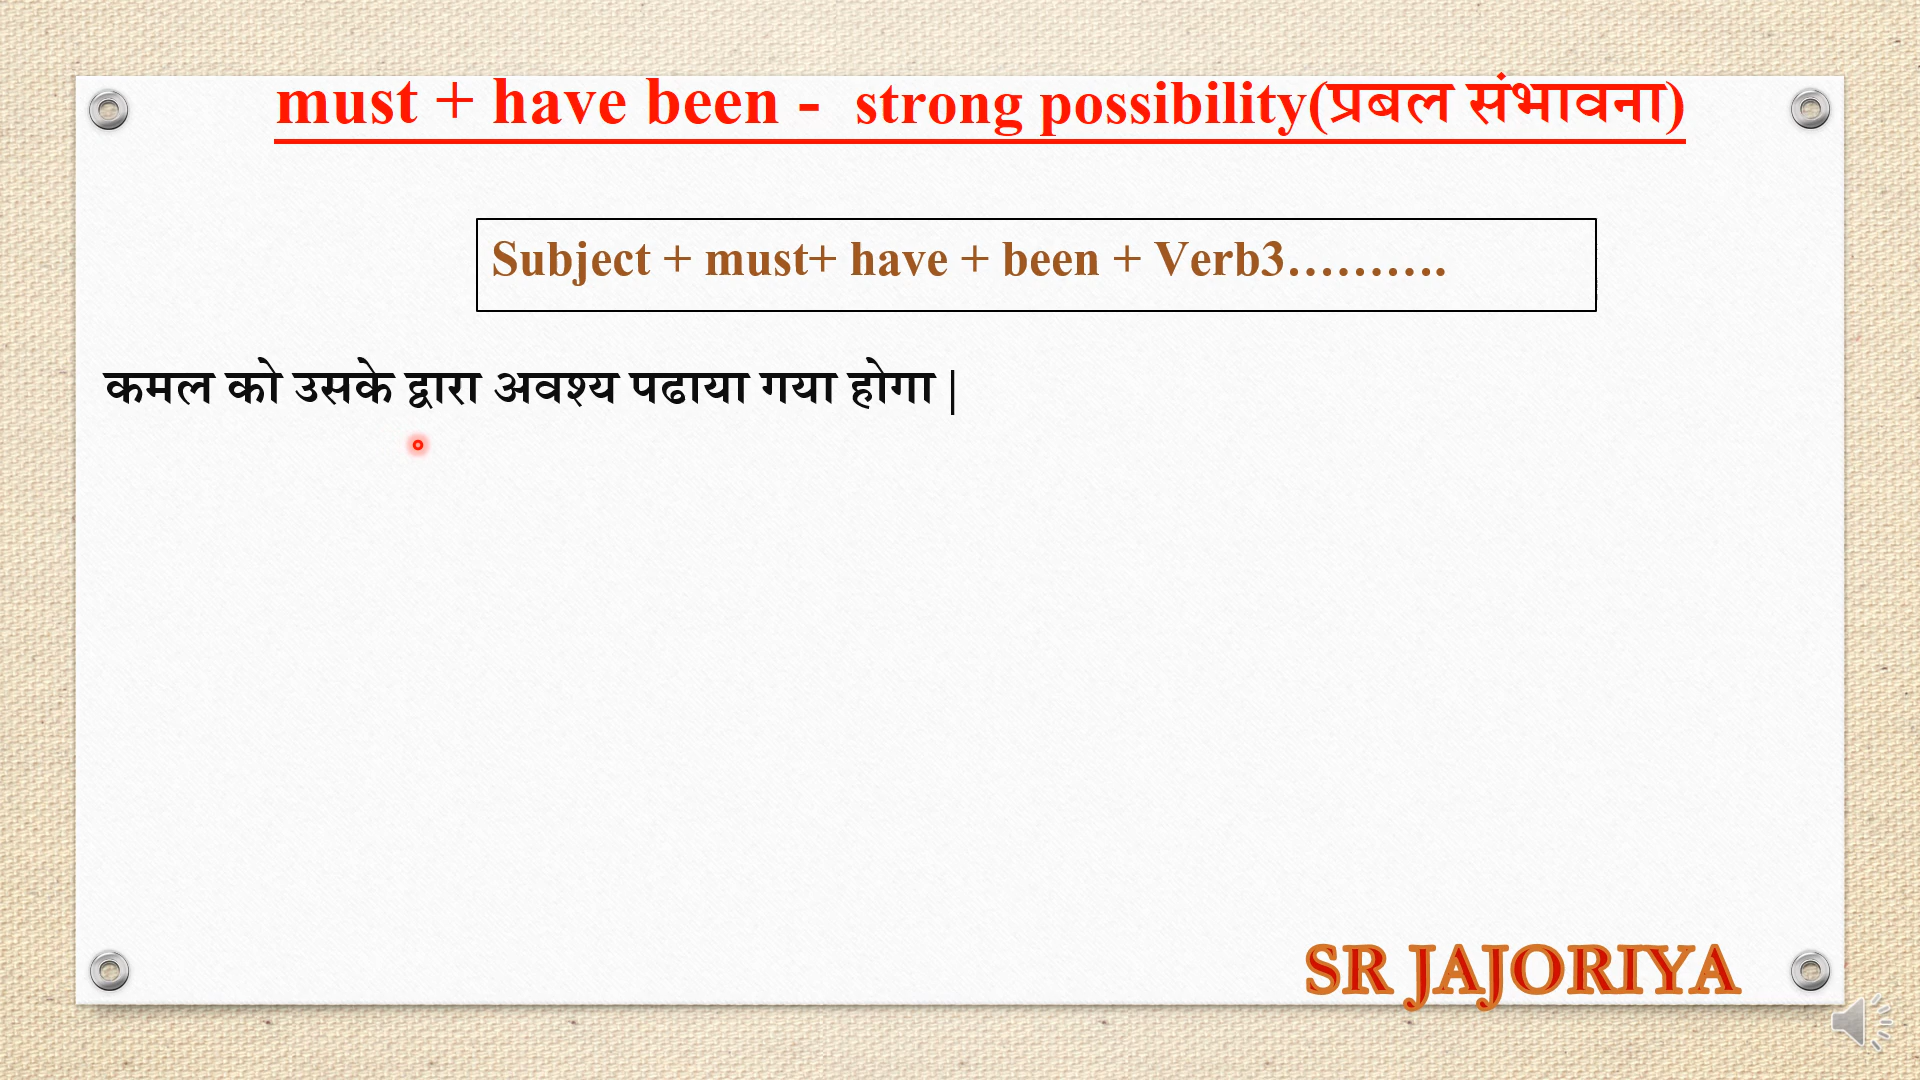 must + have been - strong possibility(प्रबल संभावना)
Subject + must+ have + been + Verb3……….
कमल को उसके द्वारा अवश्य पढाया गया होगा |
SR JAJORIYA